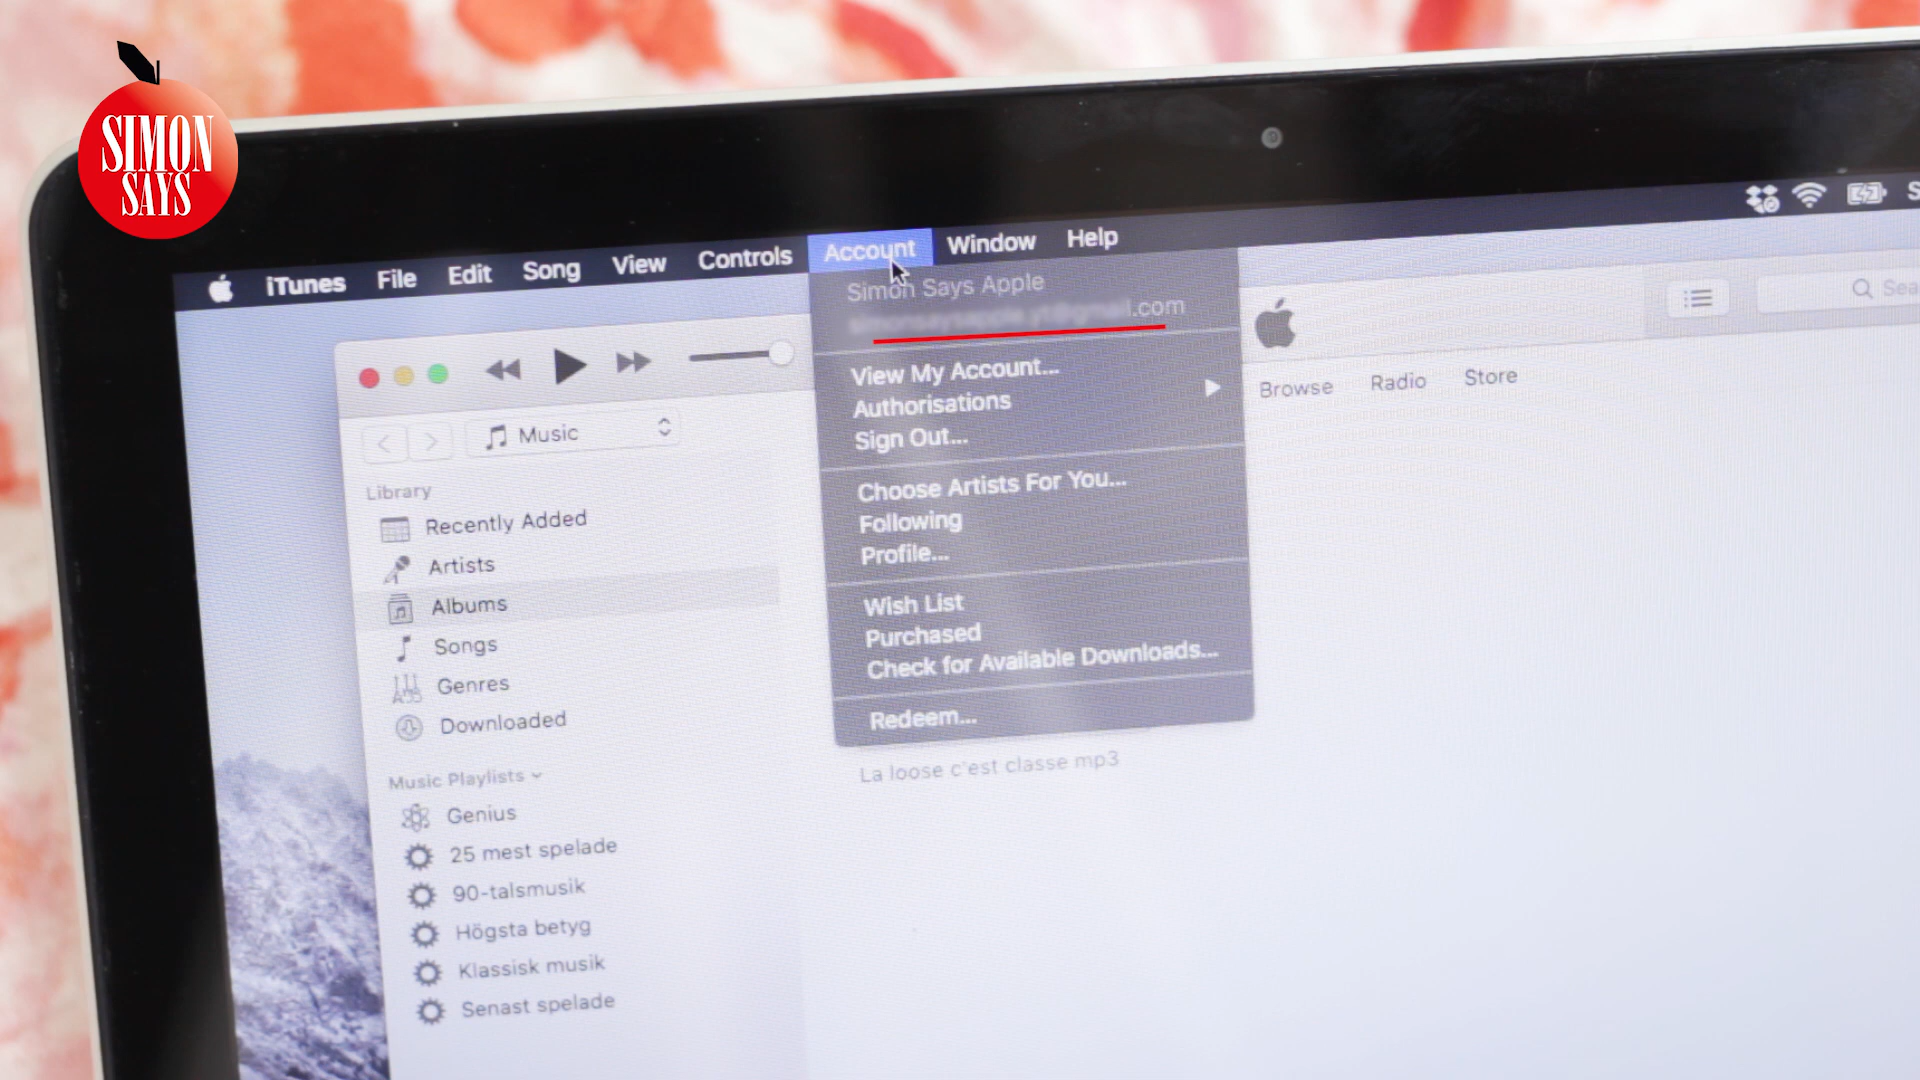 SIMON
SAYS
iTunes File Edit Song View Controls Account Window Help
Simon Says Apple
.com
View My Account...
Authorisations
Sign Out...
Choose Artists For You...
Following
Profile...
Wish List
Purchased
Check for Available Downloads...
Redeem...
Browse Radio Store
Music
Library
Recently Added
Artists
Albums
Songs
Genres
Downloaded
Music Playlists
Genius
25 mest spelade
90-talsmusik
Högsta betyg
Klassisk musik
Senast spelade
La loose c'est classe mp3